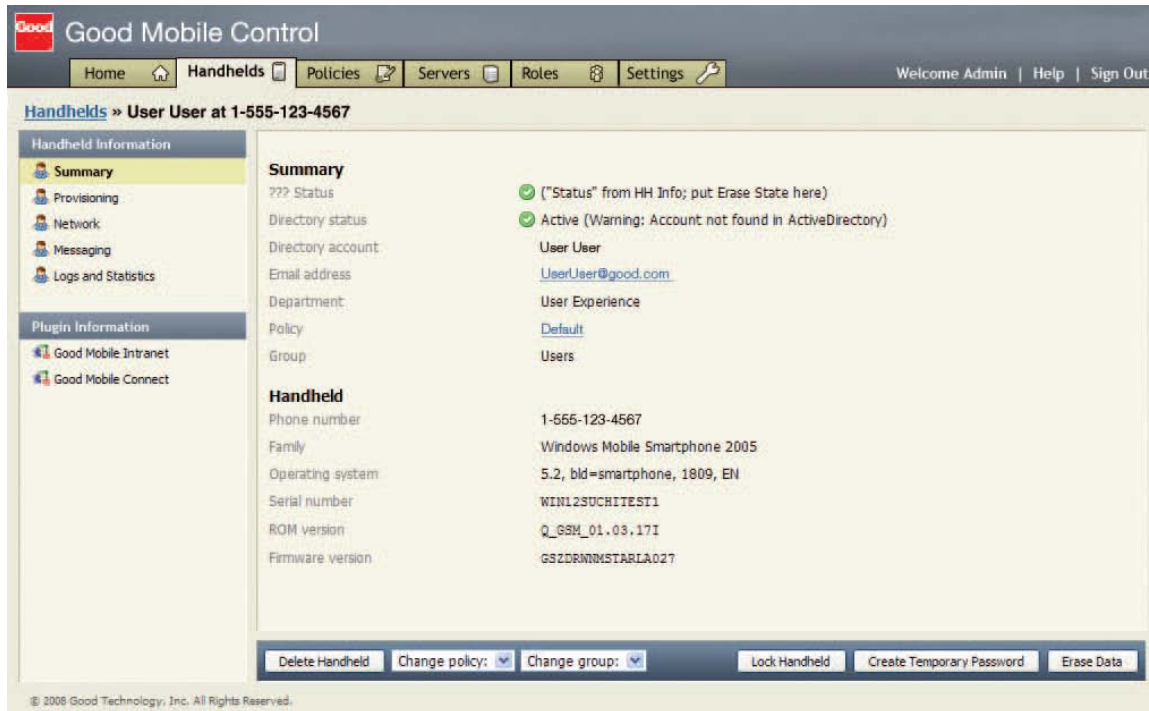 Good
Good Mobile Control
Home Handhelds Policies Servers Roles Settings Welcome Admin | Help | Sign Out
Handhelds » User User at 1-555-123-4567
Handheld Information
Summary
Provisioning
Network
Messaging
Logs and Statistics
Plugin Information
Good Mobile Intranet
Good Mobile Connect
Summary
??? Status ("Status" from HH Info; put Erase State here)
Directory status Active (Warning: Account not found in ActiveDirectory)
Directory account User User
Email address UserUser@good.com
Department User Experience
Policy Default
Group Users
Handheld
Phone number 1-555-123-4567
Family Windows Mobile Smartphone 2005
Operating system 5.2, bld=smartphone, 1809, EN
Serial number WIN12SUCHITEST1
ROM version Q_GSM_01.03.17I
Firmware version GSZDRWNMSTARLA027
Delete Handheld Change policy: Change group: Lock Handheld Create Temporary Password Erase Data
© 2008 Good Technology, Inc. All Rights Reserved.